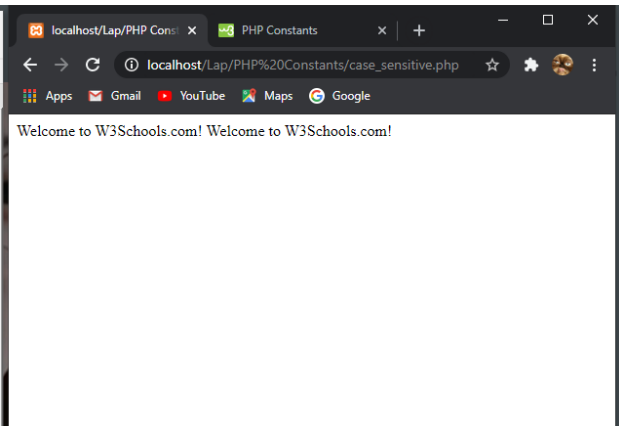 localhost/Lap/PHP Cons
PHP Constants
localhost/Lap/PHP%20Constants/case_sensitive.php
Apps Gmail YouTube Maps Google
Welcome to W3Schools.com! Welcome to W3Schools.com!